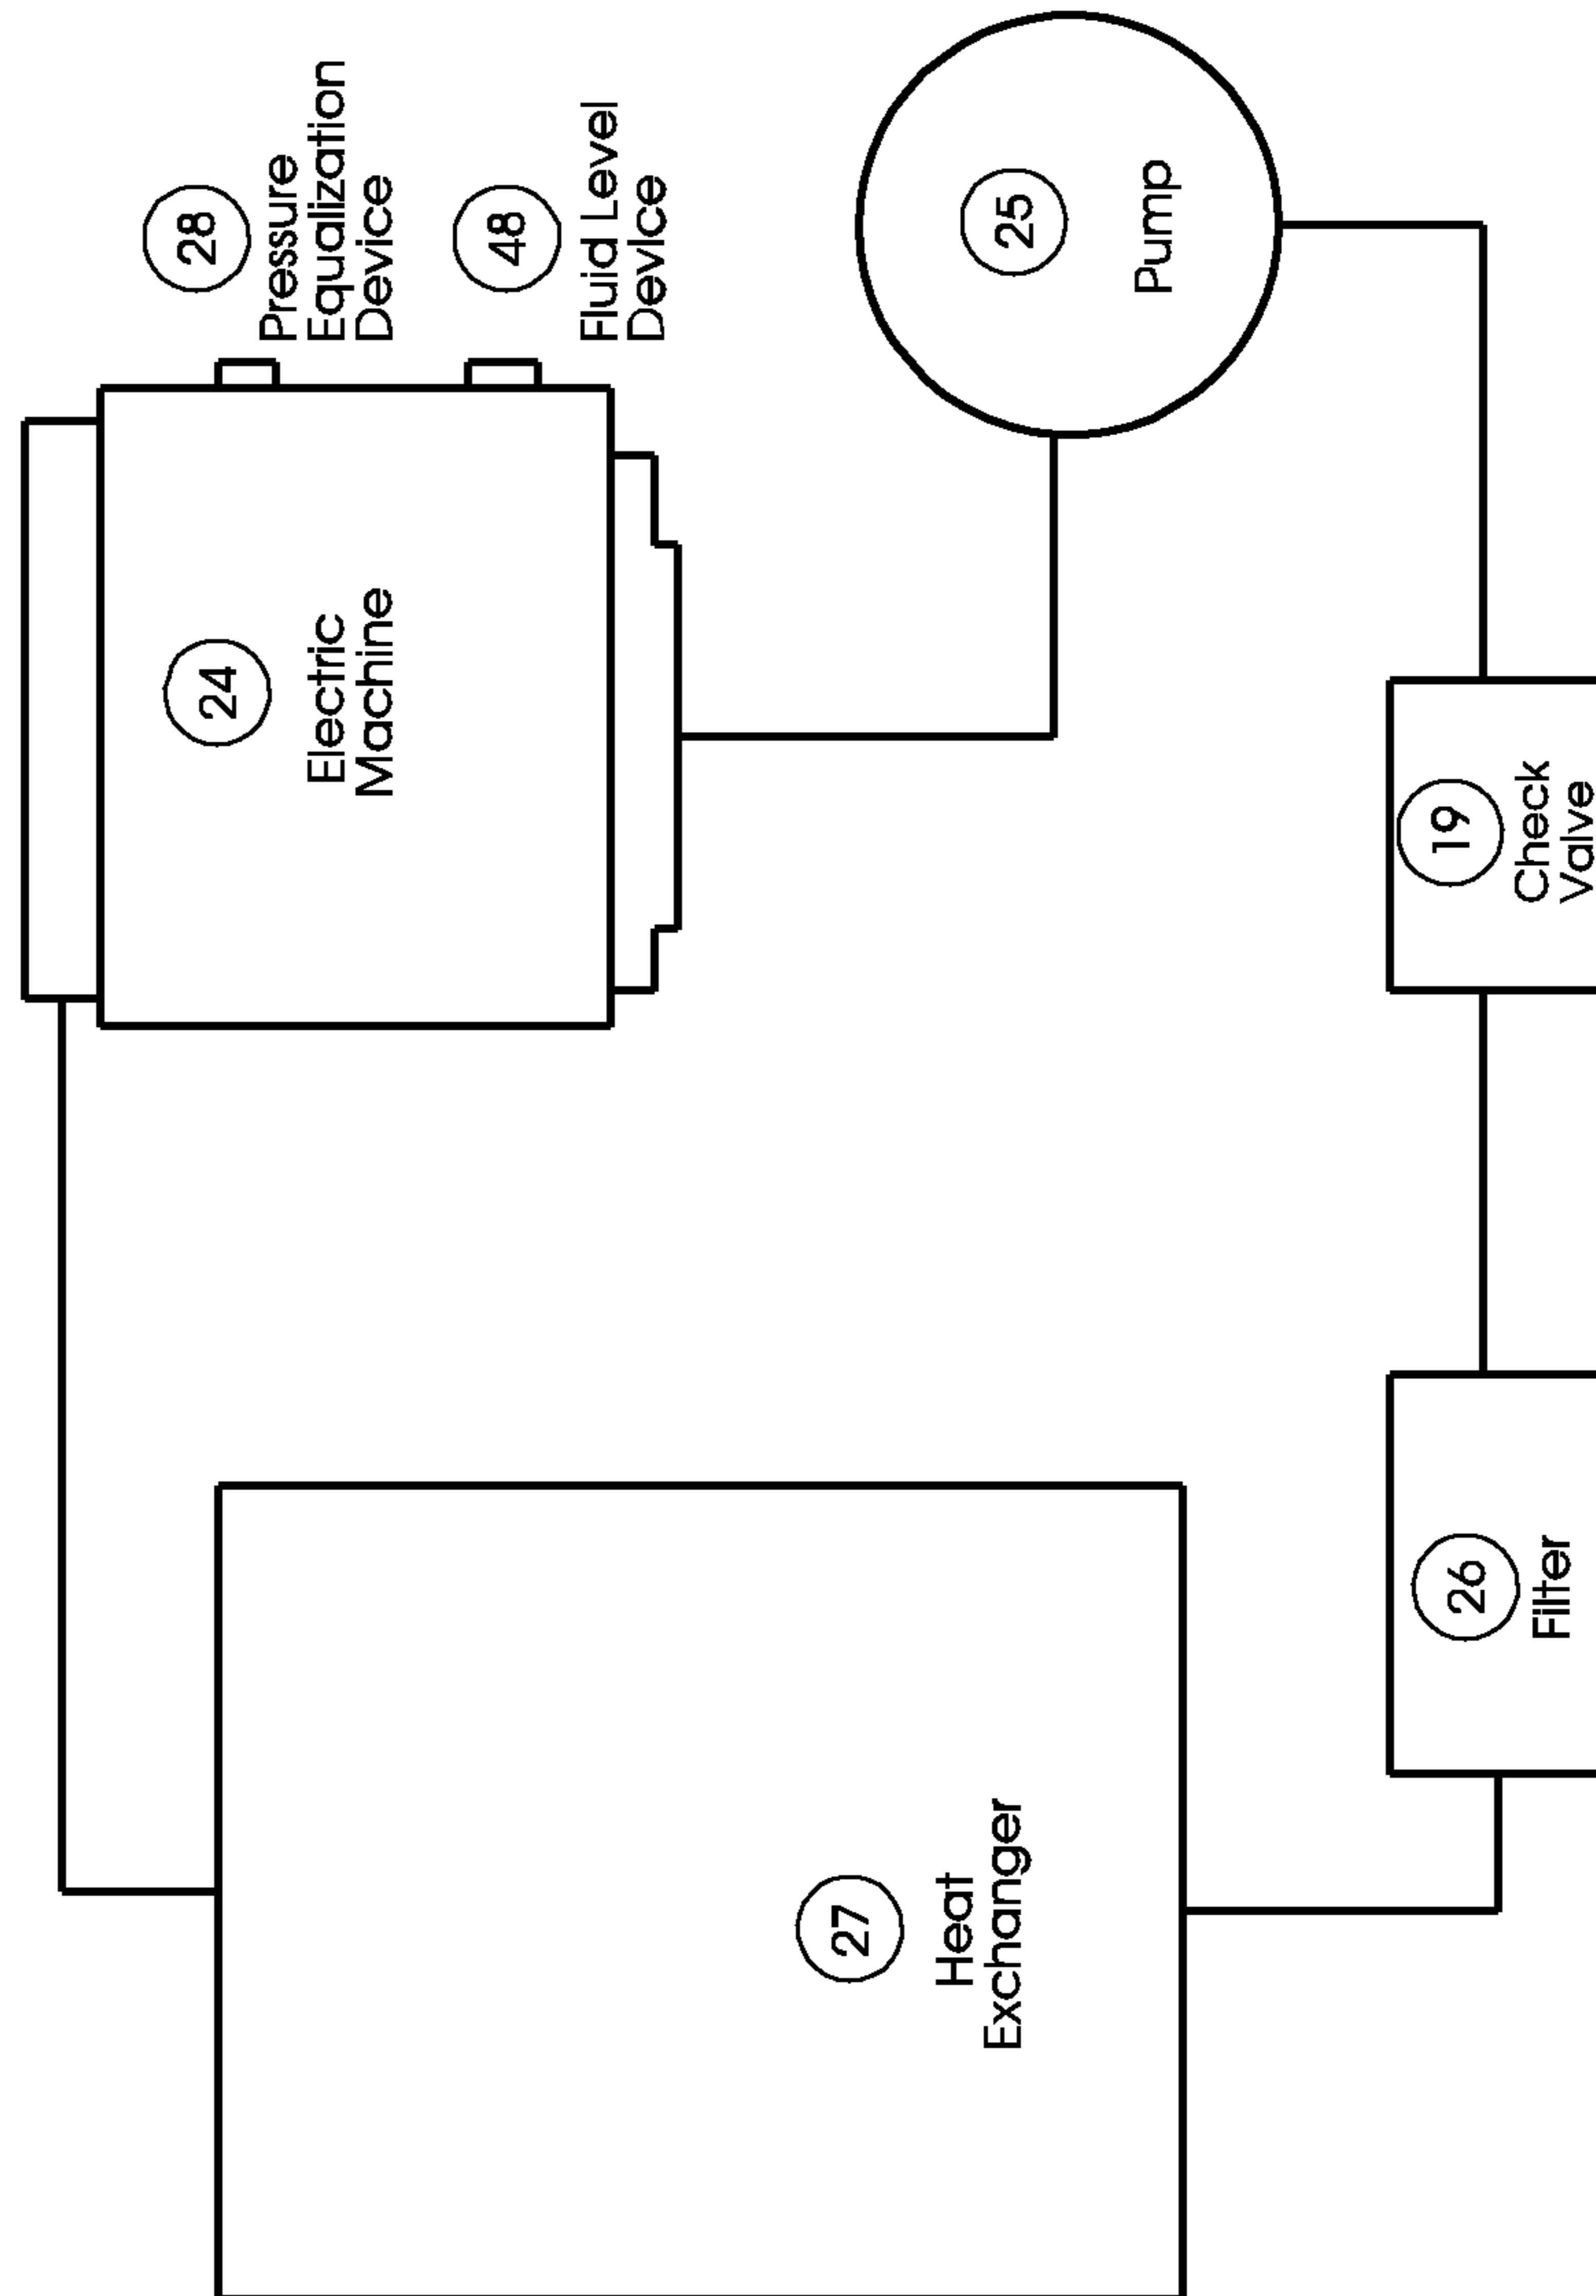 28
Pressure
Equalization
Device
48
Fluid Level
Device
24
Electric
Machine
25
Pump
27
Heat
Exchanger
19
Check
Valve
26
Filter